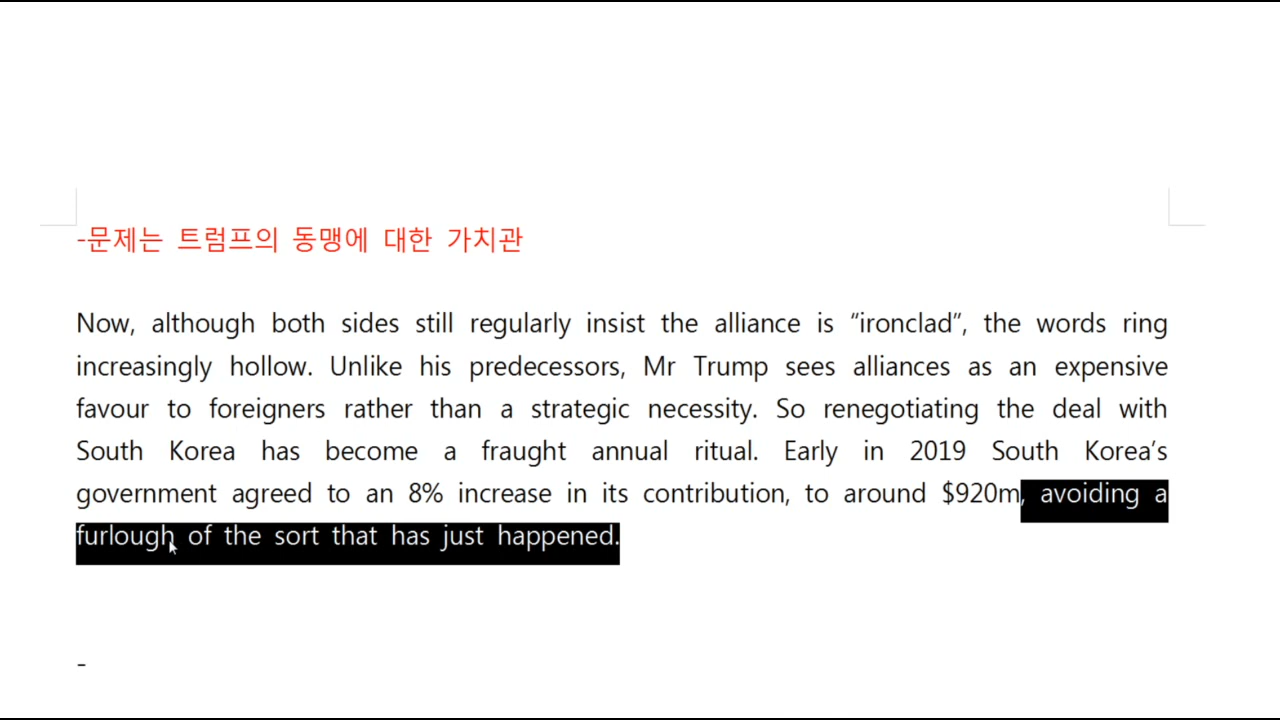 -문제는 트럼프의 동맹에 대한 가치관
Now, although both sides still regularly insist the alliance is “ironclad”, the words ring
increasingly hollow. Unlike his predecessors, Mr Trump sees alliances as an expensive
favour to foreigners rather than a strategic necessity. So renegotiating the deal with
South Korea has become a fraught annual ritual. Early in 2019 South Korea’s
government agreed to an 8% increase in its contribution, to around $920m, avoiding a
furlough of the sort that has just happened.
-